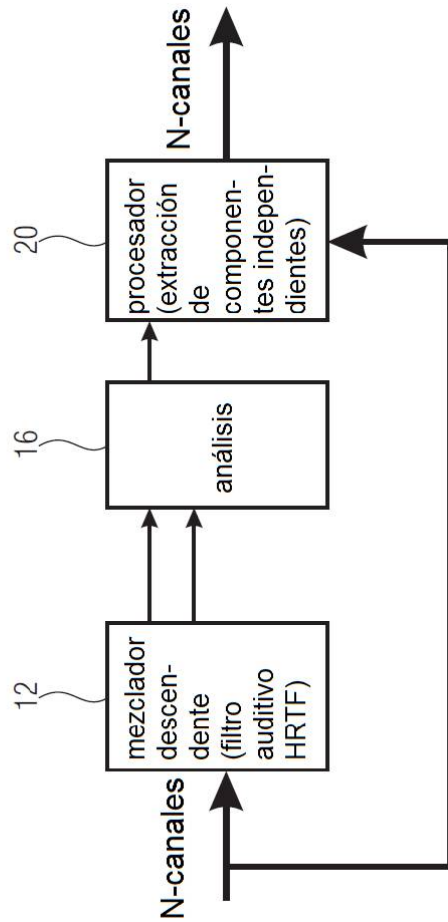 12
16
20
N-canales
mezclador
descen-
dente
(filtro
auditivo
HRTF)
análisis
procesador
(extracción
de
componen-
tes indepen-
dientes)
N-canales